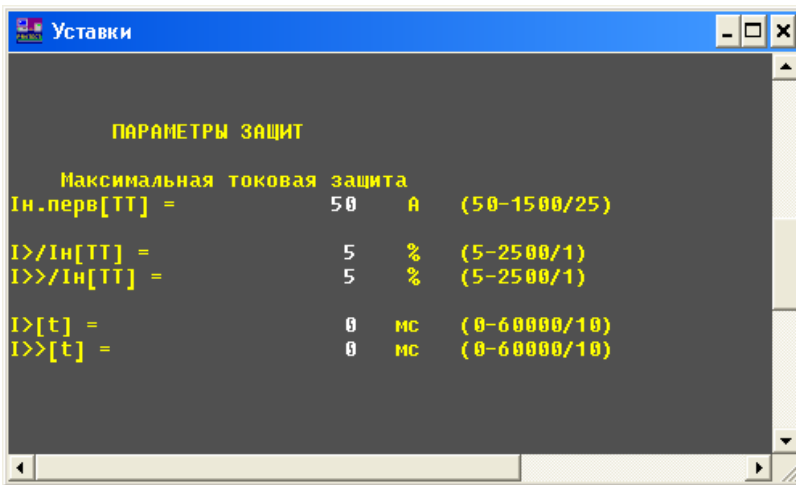 Уставки
ПАРАМЕТРЫ ЗАЩИТ
Максимальная токовая защита
Iн.перв[ТТ] = 50 А (50-1500/25)
I>/Iн[ТТ] = 5 % (5-2500/1)
I>>/Iн[ТТ] = 5 % (5-2500/1)
I>[t] = 0 мс (0-60000/10)
I>>[t] = 0 мс (0-60000/10)